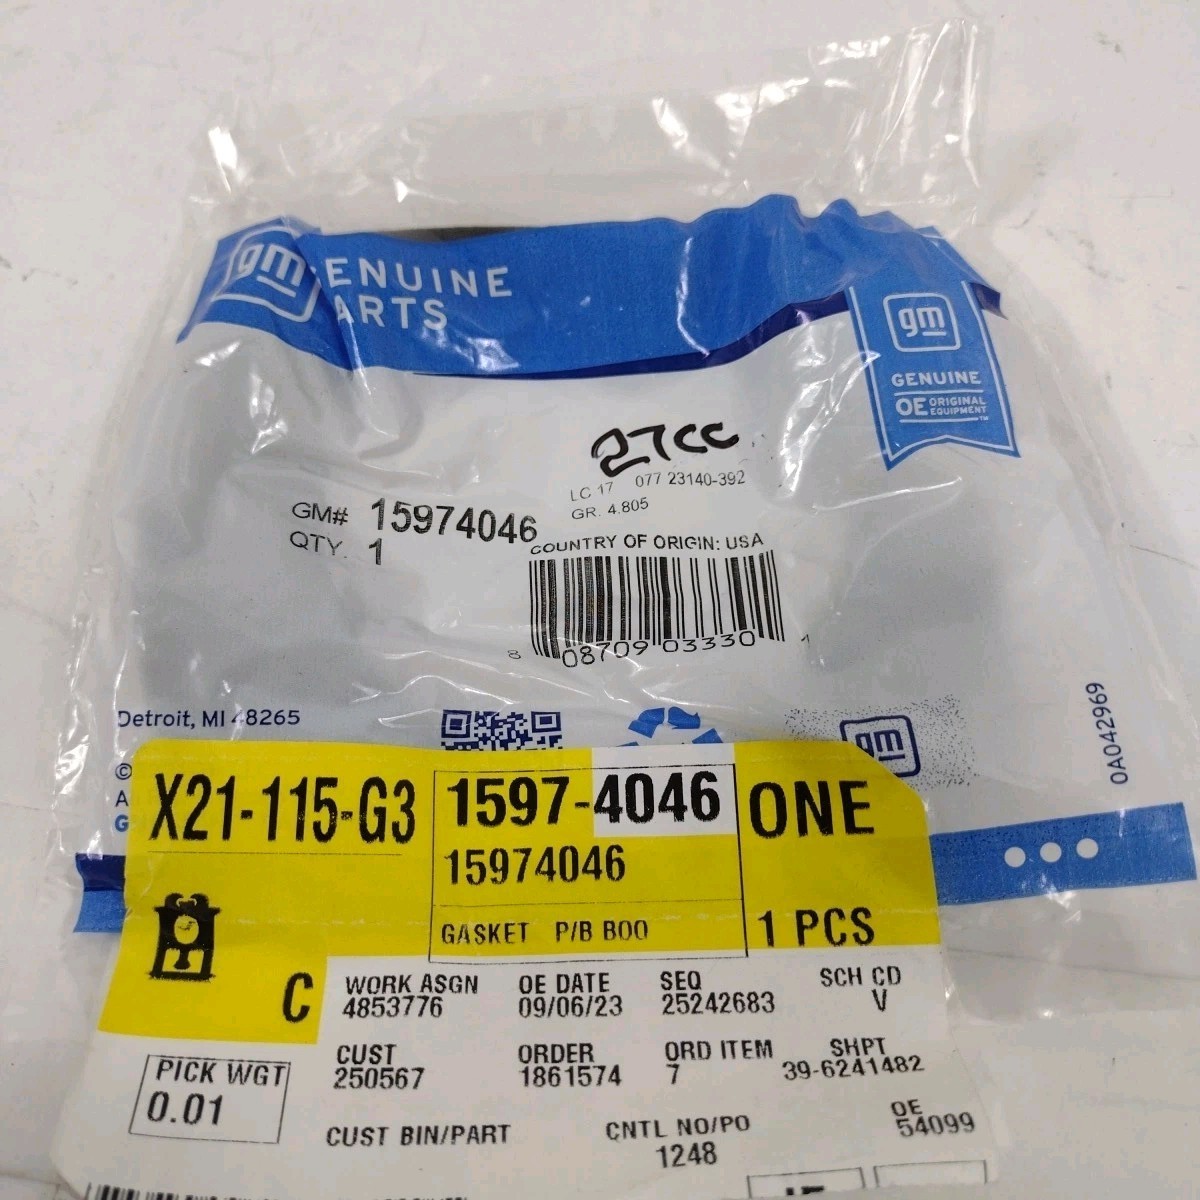 gm ENUINE
ARTS
gm
GENUINE
OE ORIGINAL EQUIPMENT™
27CC
LC 17 077 23140-392
GR. 4.805
GM# 15974046
QTY. 1
COUNTRY OF ORIGIN: USA
8 08709 03330 1
Detroit, MI 48265
©
A
G
gm
0A042969
X21-115-G3
1597-4046
15974046
GASKET P/B BOO
ONE
1 PCS
C
WORK ASGN
4853776
OE DATE
09/06/23
SEQ
25242683
SCH CD
V
PICK WGT
0.01
CUST
250567
ORDER
1861574
ORD ITEM
7
SHPT
39-6241482
CUST BIN/PART
CNTL NO/PO
1248
OE
54099